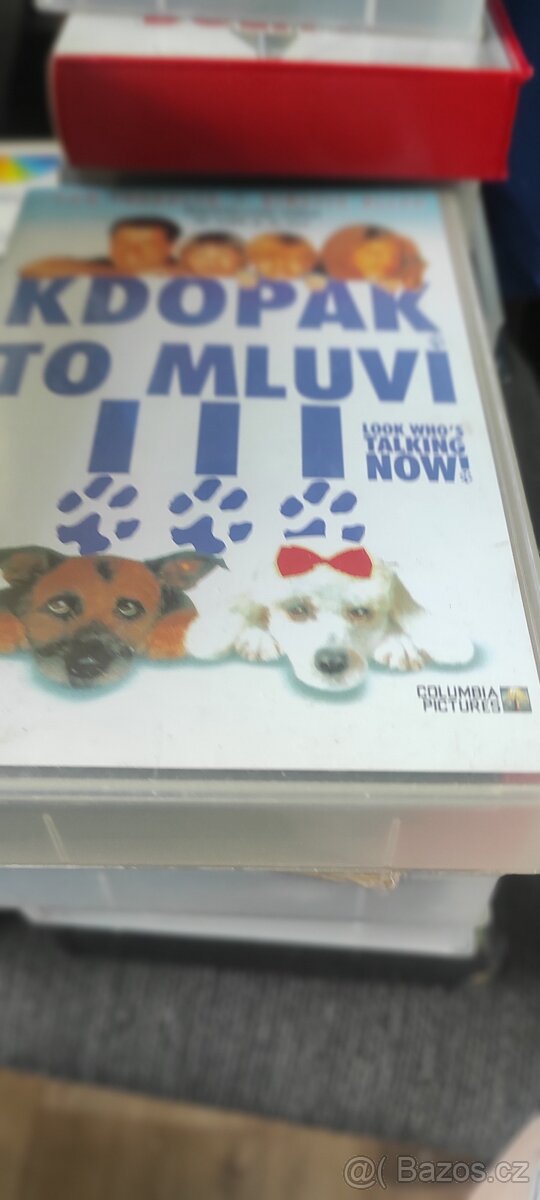 KDOPAK
TO MLUVÍ
III
LOOK WHO'S
TALKING
NOW!
COLUMBIA
PICTURES
@( Bazos.cz